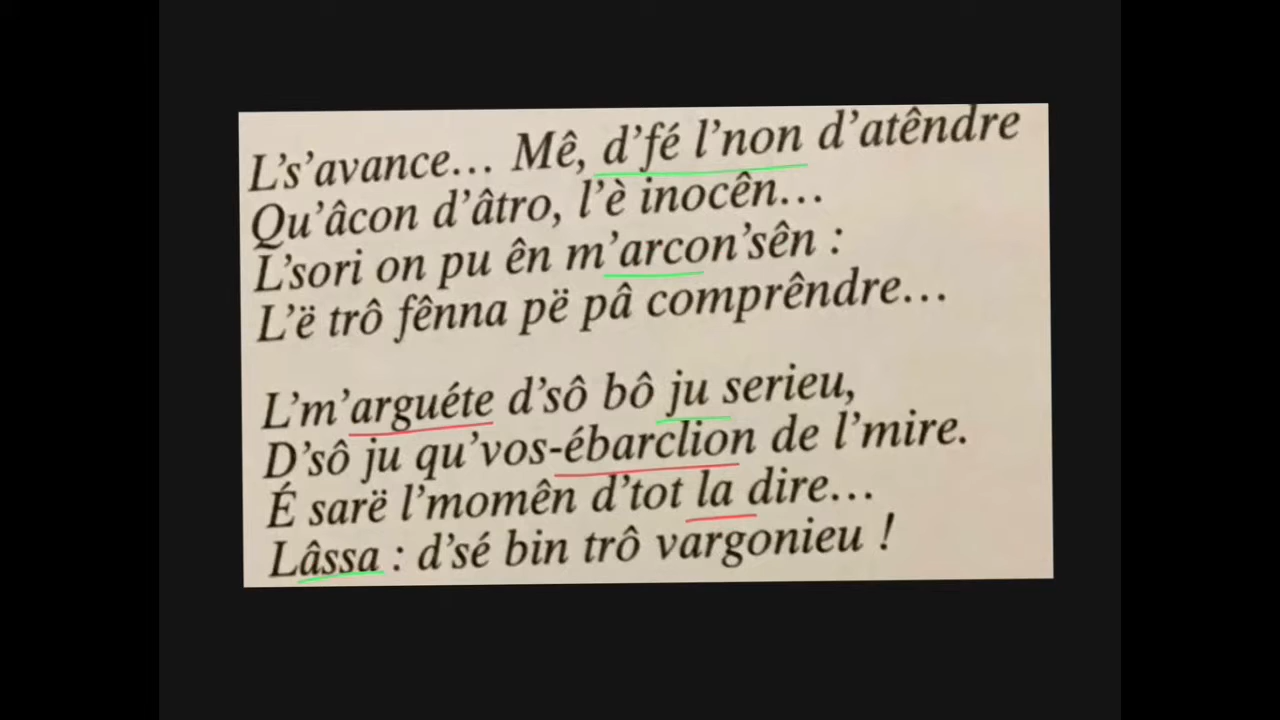 L’s’avance… Mê, d’fé l’non d’atêndre
Qu’âcon d’âtro, l’è inocên…
L’sori on pu ên m’arcon’sên :
L’ë trô fênna pë pâ comprêndre…
L’m’arguéte d’sô bô ju serieu,
D’sô ju qu’vos-ébarclion de l’mire.
É sarë l’momên d’tot la dire…
Lâssa : d’sé bin trô vargonieu !